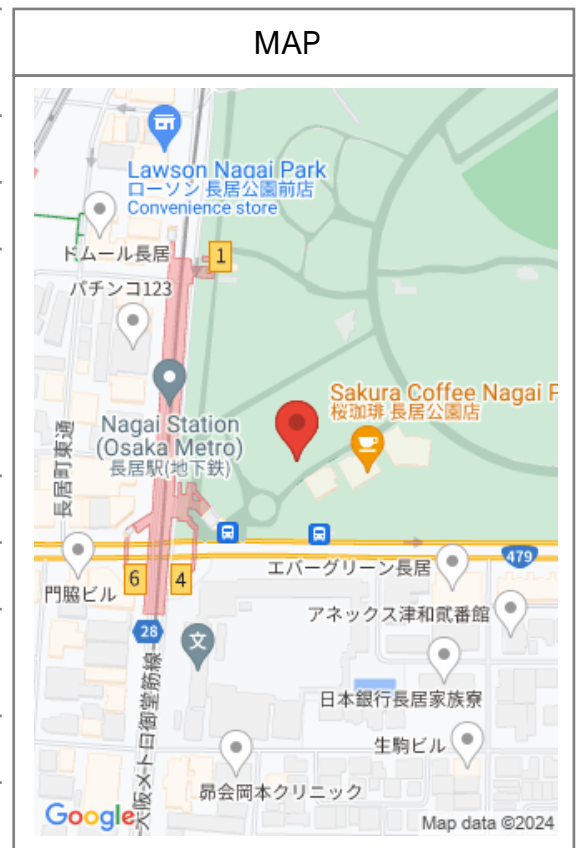 MAP
Lawson Nagai Park
ローソン 長居公園前店
Convenience store
ドムール長居
1
パチンコ123
Sakura Coffee Nagai P
桜珈琲 長居公園店
Nagai Station
(Osaka Metro)
長居駅(地下鉄)
長居町東通
479
エバーグリーン長居
6
4
門脇ビル
アネックス津和貮番館
28
文
日本銀行長居家族寮
大阪メトロ御堂筋線
生駒ビル
昴会岡本クリニック
Google
Map data ©2024